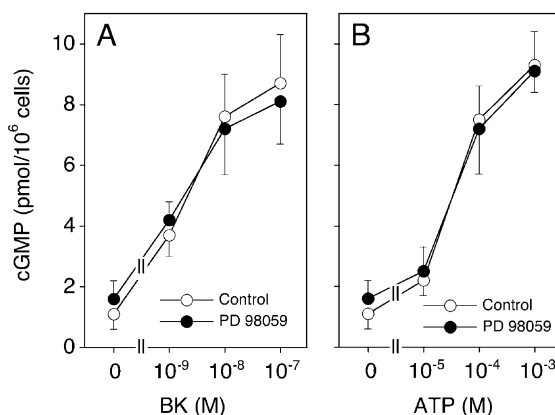 A
B
cGMP (pmol/10⁶ cells)
10
8
6
4
2
0
Control
PD 98059
Control
PD 98059
0 10⁻⁹ 10⁻⁸ 10⁻⁷
0 10⁻⁵ 10⁻⁴ 10⁻³
BK (M)
ATP (M)